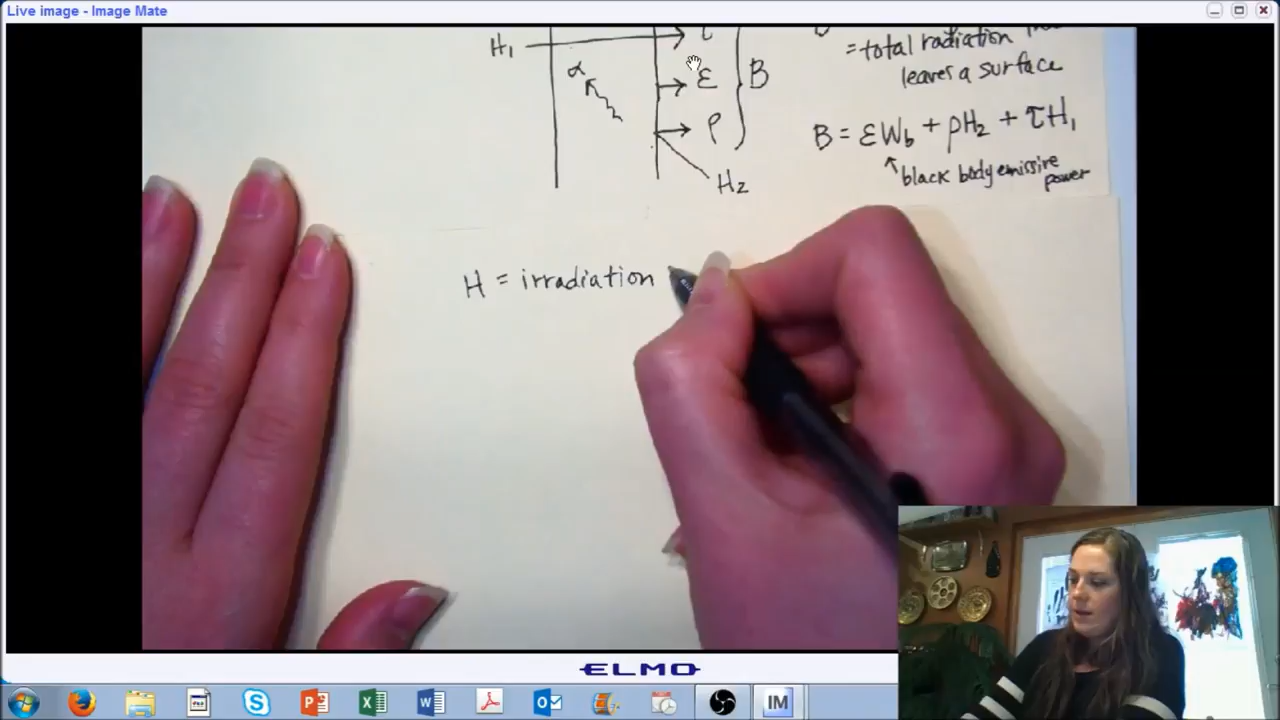 Live image - Image Mate
H₁
α
ε
ρ
B
H₂
= total radiation
leaves a surface
B = εW_b + ρH₂ + τH₁
black body emissive
power
H = irradiation
ELMO